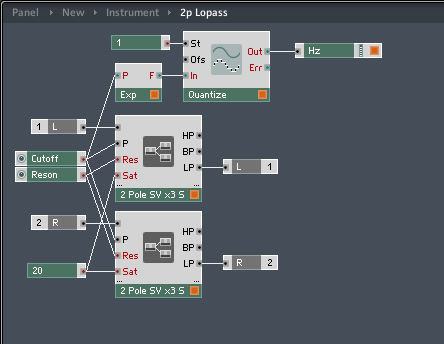 Panel New Instrument 2p Lopass
1 St Out Hz
Ofs Err
P F In
Exp Quantize
1 L
HP
P BP
Cutoff Res LP L 1
Reson Sat
...  ...
2 Pole SV x3 S
2 R
HP
P BP
Res LP R 2
20 Sat
2 Pole SV x3 S